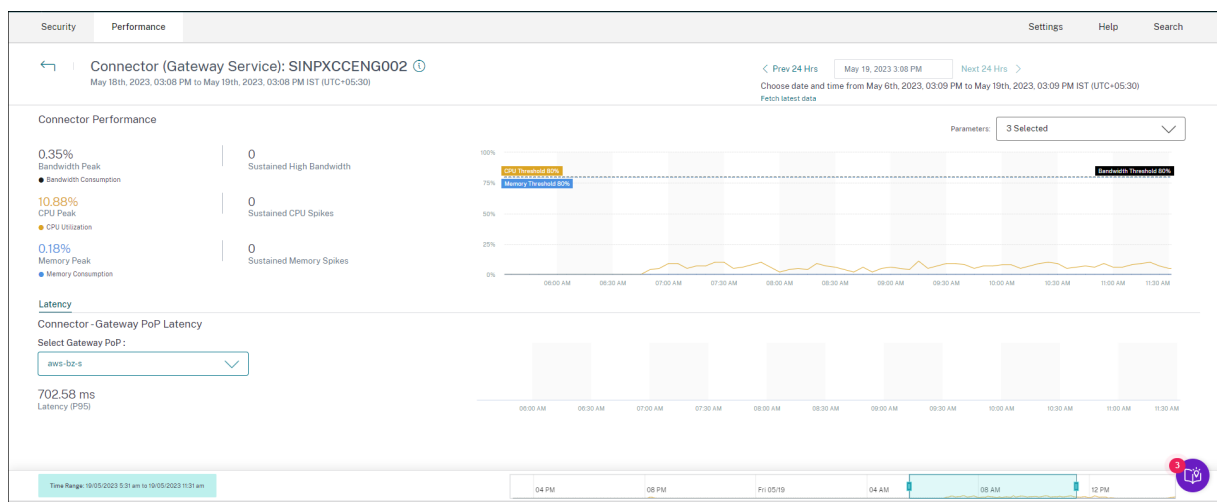 Security Performance Settings Help Search
Connector (Gateway Service): SINPXCCENG002
May 18th, 2023, 03:08 PM to May 19th, 2023, 03:08 PM IST (UTC+05:30)
Prev 24 Hrs May 19, 2023 3:08 PM Next 24 Hrs
Choose date and time from May 6th, 2023, 03:09 PM to May 19th, 2023, 03:09 PM IST (UTC+05:30)
Fetch latest data
Connector Performance
Parameters: 3 Selected
0.35%
Bandwidth Peak
Bandwidth Consumption
0
Sustained High Bandwidth
10.88%
CPU Peak
CPU Utilization
0
Sustained CPU Spikes
0.18%
Memory Peak
Memory Consumption
0
Sustained Memory Spikes
100%
CPU Threshold 80% Bandwidth Threshold 80%
75% Memory Threshold 80%
50%
25%
0%
06:00 AM 06:30 AM 07:00 AM 07:30 AM 08:00 AM 08:30 AM 09:00 AM 09:30 AM 10:00 AM 10:30 AM 11:00 AM 11:30 AM
Latency
Connector - Gateway PoP Latency
Select Gateway PoP :
aws-bz-s
702.58 ms
Latency (P95)
06:00 AM 06:30 AM 07:00 AM 07:30 AM 08:00 AM 08:30 AM 09:00 AM 09:30 AM 10:00 AM 10:30 AM 11:00 AM 11:30 AM
Time Range: 19/05/2023 5:31 am to 19/05/2023 11:31 am
04 PM 08 PM Fri 05/19 04 AM 08 AM 12 PM
3